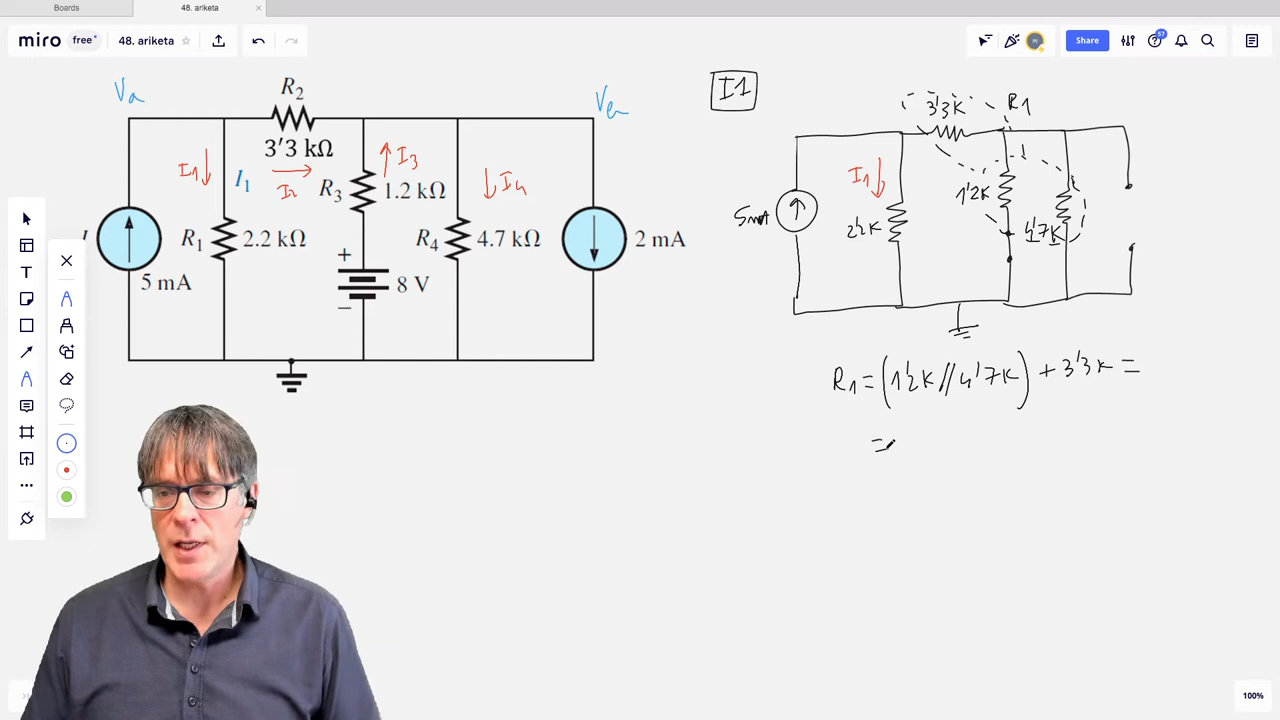 Boards
48. ariketa
miro
free
48. ariketa
Share
57
Va
R2
Vb
3'3 kΩ
I1
I1
I2
R3
I3
1.2 kΩ
I4
R1
2.2 kΩ
R4
4.7 kΩ
2 mA
I
5 mA
+
8 V
–
I1
3'3K
R1
I1
1'2K
5mA
2'2K
4'7K
R1=(1'2K//4'7K)+3'3K=
=
100%